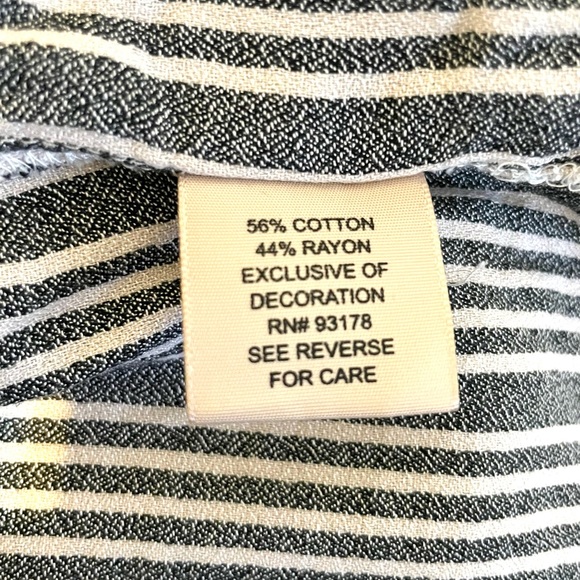 56% COTTON
44% RAYON
EXCLUSIVE OF
DECORATION
RN# 93178
SEE REVERSE
FOR CARE